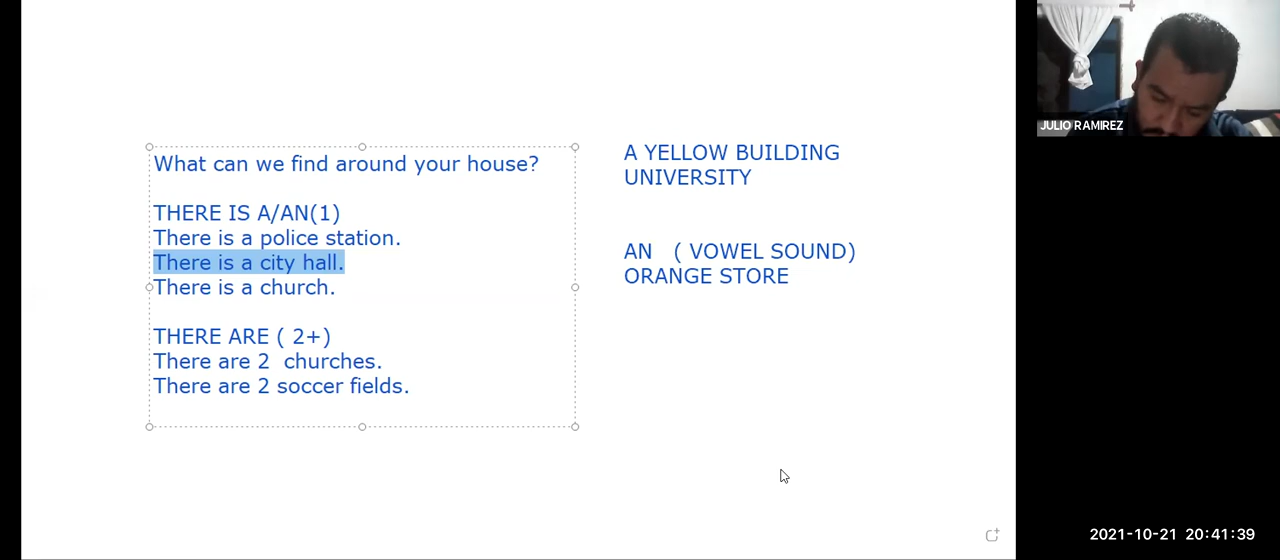 What can we find around your house?
THERE IS A/AN(1)
There is a police station.
There is a city hall.
There is a church.
THERE ARE ( 2+)
There are 2  churches.
There are 2 soccer fields.
A YELLOW BUILDING
UNIVERSITY
AN   ( VOWEL SOUND)
ORANGE STORE
JULIO RAMIREZ
2021-10-21 20:41:39